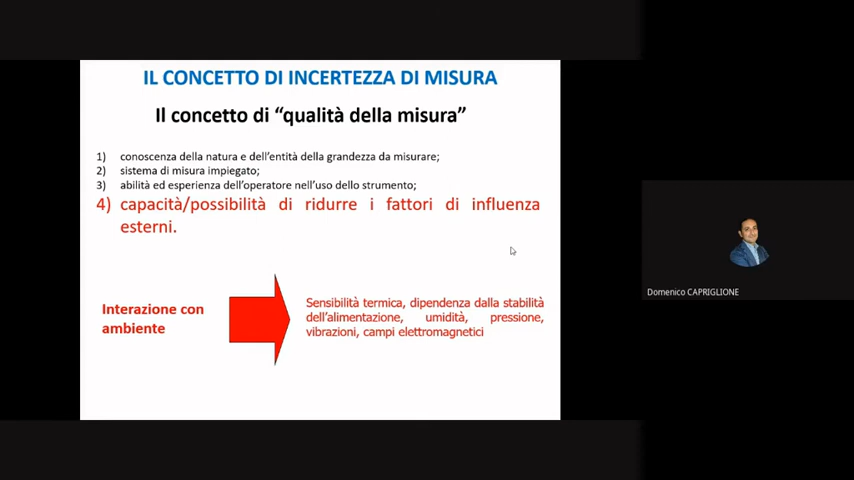 IL CONCETTO DI INCERTEZZA DI MISURA
Il concetto di “qualità della misura”
1) conoscenza della natura e dell’entità della grandezza da misurare;
2) sistema di misura impiegato;
3) abilità ed esperienza dell’operatore nell’uso dello strumento;
4) capacità/possibilità di ridurre i fattori di influenza
esterni.
Interazione con
ambiente
Sensibilità termica, dipendenza dalla stabilità
dell’alimentazione, umidità, pressione,
vibrazioni, campi elettromagnetici
Domenico CAPRIGLIONE